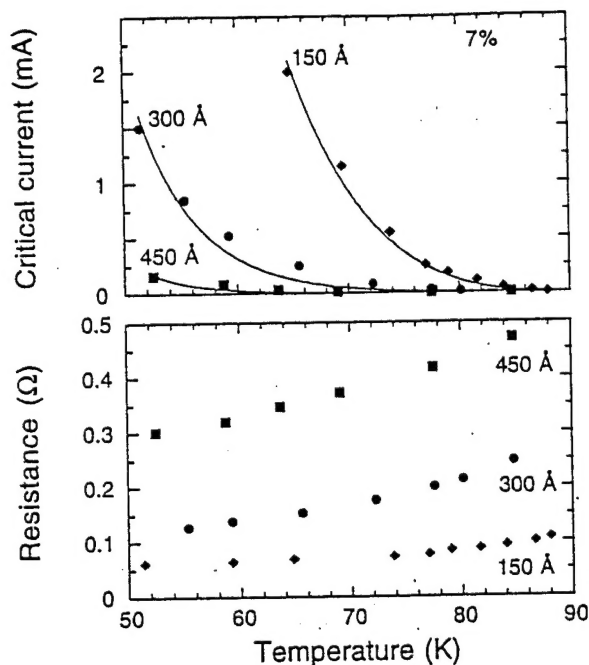 7%
2
150 Å
300 Å
1
450 Å
0
Critical current (mA)
0.5
0.4
450 Å
0.3
0.2
300 Å
0.1
150 Å
0
Resistance (Ω)
50 60 70 80 90
Temperature (K)